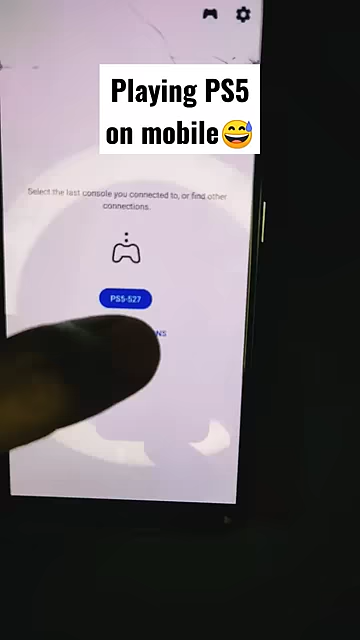 Playing PS5
on mobile😅
Select the last console you connected to, or find other
connections.
PS5-527